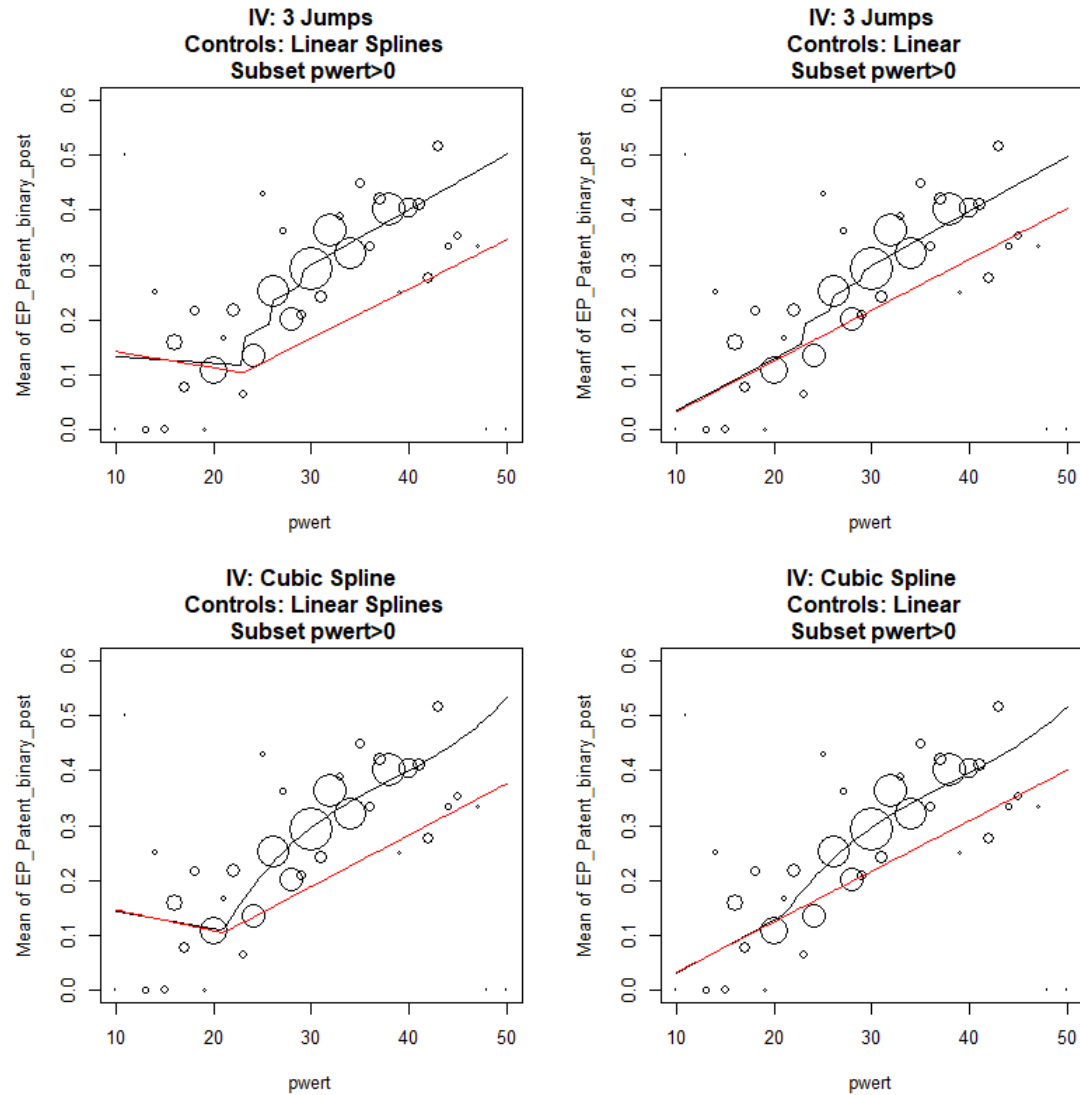 IV: 3 Jumps
Controls: Linear Splines
Subset pwert>0
Mean of EP_Patent_binary_post
0.0 0.1 0.2 0.3 0.4 0.5 0.6
10 20 30 40 50
pwert
IV: 3 Jumps
Controls: Linear
Subset pwert>0
Meanf of EP_Patent_binary_post
0.0 0.1 0.2 0.3 0.4 0.5 0.6
10 20 30 40 50
pwert
IV: Cubic Spline
Controls: Linear Splines
Subset pwert>0
Mean of EP_Patent_binary_post
0.0 0.1 0.2 0.3 0.4 0.5 0.6
10 20 30 40 50
pwert
IV: Cubic Spline
Controls: Linear
Subset pwert>0
Mean of EP_Patent_binary_post
0.0 0.1 0.2 0.3 0.4 0.5 0.6
10 20 30 40 50
pwert